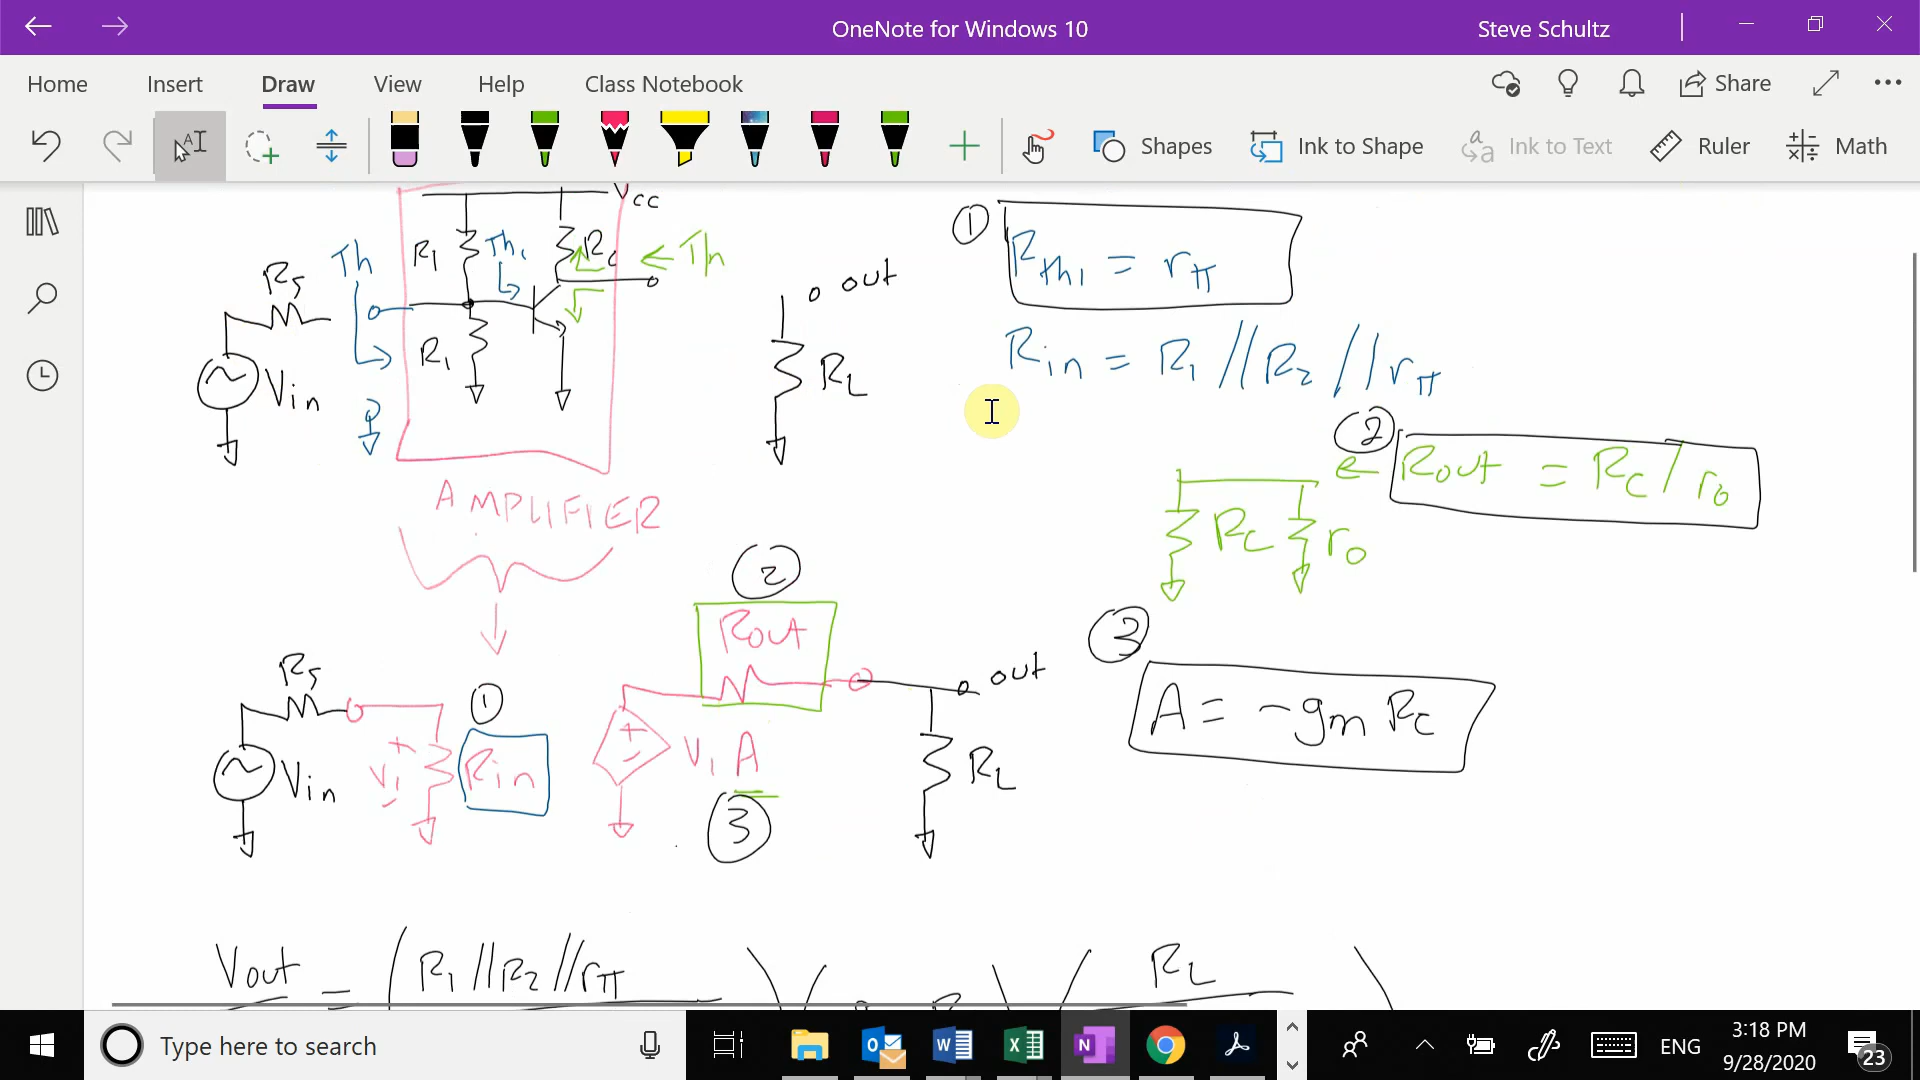 OneNote for Windows 10
Steve Schultz
Home Insert Draw View Help Class Notebook
Share
Shapes Ink to Shape Ink to Text Ruler Math
VCC
R1
Th1
RC
Th
Th
RS
out
R1
Vin
RL
AMPLIFIER
1
Rth1 = rπ
Rin = R1 // R2 // rπ
2
Rout = RC / ro
RC
ro
2
Rout
3
A = -gm RC
RS
1
out
+
v1
-
Rin
+
-
V1 A
Vin
RL
3
Vout = ( R1 // R2 // rπ ) ( ) ( RL )
Type here to search
ENG
3:18 PM
9/28/2020
23